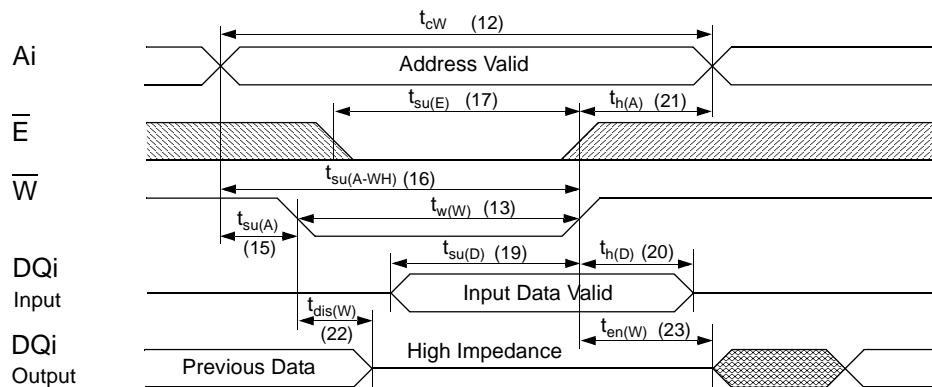 tcW (12)
Ai
Address Valid
tsu(E) (17)
th(A) (21)
E
tsu(A-WH) (16)
W
tw(W) (13)
tsu(A)
(15)
tsu(D) (19)
th(D) (20)
DQi
Input
Input Data Valid
tdis(W)
(22)
ten(W) (23)
DQi
Output
Previous Data
High Impedance